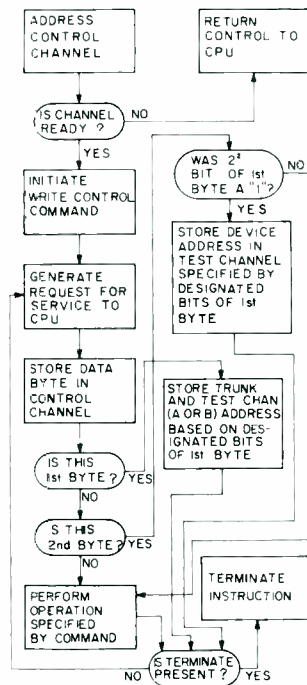 ADDRESS
CONTROL
CHANNEL
RETURN
CONTROL TO
CPU
IS CHANNEL
READY ?
NO
YES
INITIATE
WRITE CONTROL
COMMAND
WAS 2²
BIT OF 1st
BYTE A "1"?
NO
YES
GENERATE
REQUEST FOR
SERVICE TO
CPU
STORE DEVICE
ADDRESS IN
TEST CHANNEL
SPECIFIED BY
DESIGNATED
BITS OF 1st
BYTE
STORE DATA
BYTE IN
CONTROL
CHANNEL
STORE TRUNK
AND TEST CHAN
(A OR B) ADDRESS
BASED ON DES-
IGNATED BITS
OF 1st BYTE
IS THIS
1st BYTE ?
YES
NO
S THIS
2nd BYTE?
YES
NO
PERFORM
OPERATION
SPECIFIED
BY COMMAND
TERMINATE
INSTRUCTION
NO
IS TERMINATE
PRESENT ?
YES